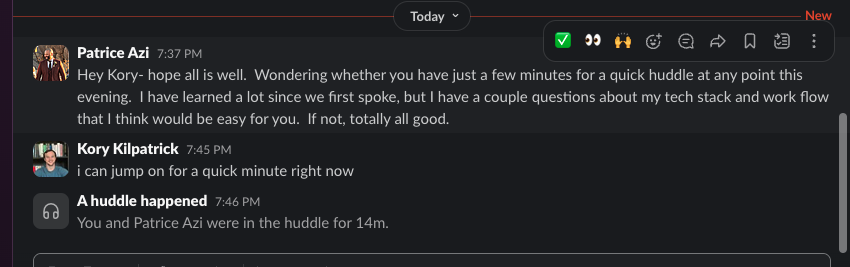 Today
New
Patrice Azi 7:37 PM
Hey Kory- hope all is well.  Wondering whether you have just a few minutes for a quick huddle at any point this
evening.  I have learned a lot since we first spoke, but I have a couple questions about my tech stack and work flow
that I think would be easy for you.  If not, totally all good.
Kory Kilpatrick 7:45 PM
i can jump on for a quick minute right now
A huddle happened 7:46 PM
You and Patrice Azi were in the huddle for 14m.